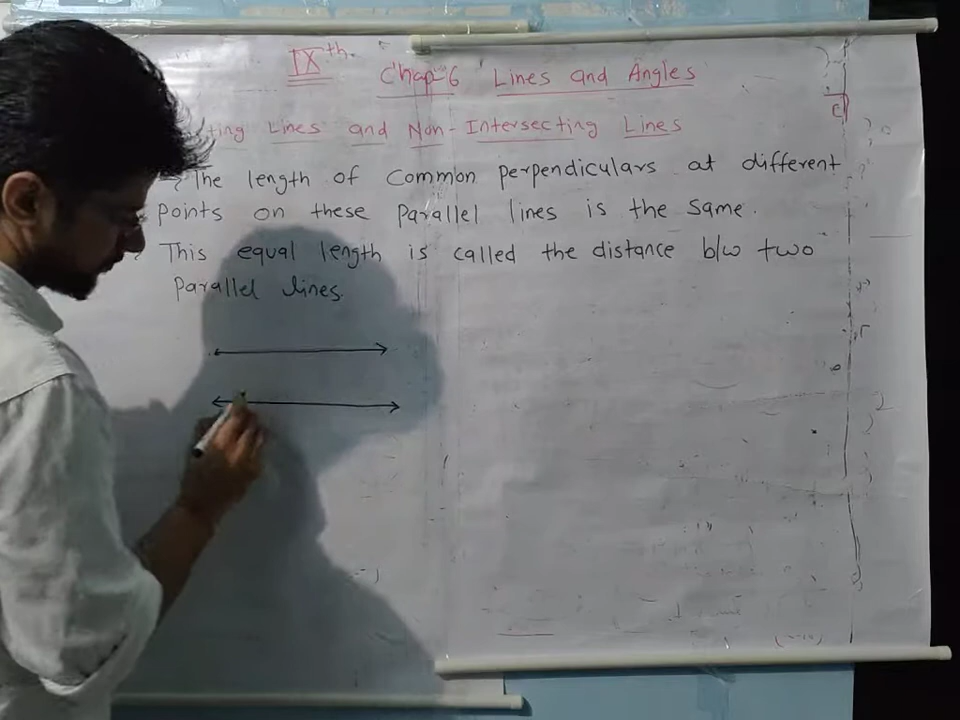 IXth.
Chap-6 Lines and Angles
ting Lines and Non-Intersecting Lines
→ The length of Common perpendiculars at different
points on these Parallel lines is the same.
This equal length is called the distance b/w two
Parallel lines.